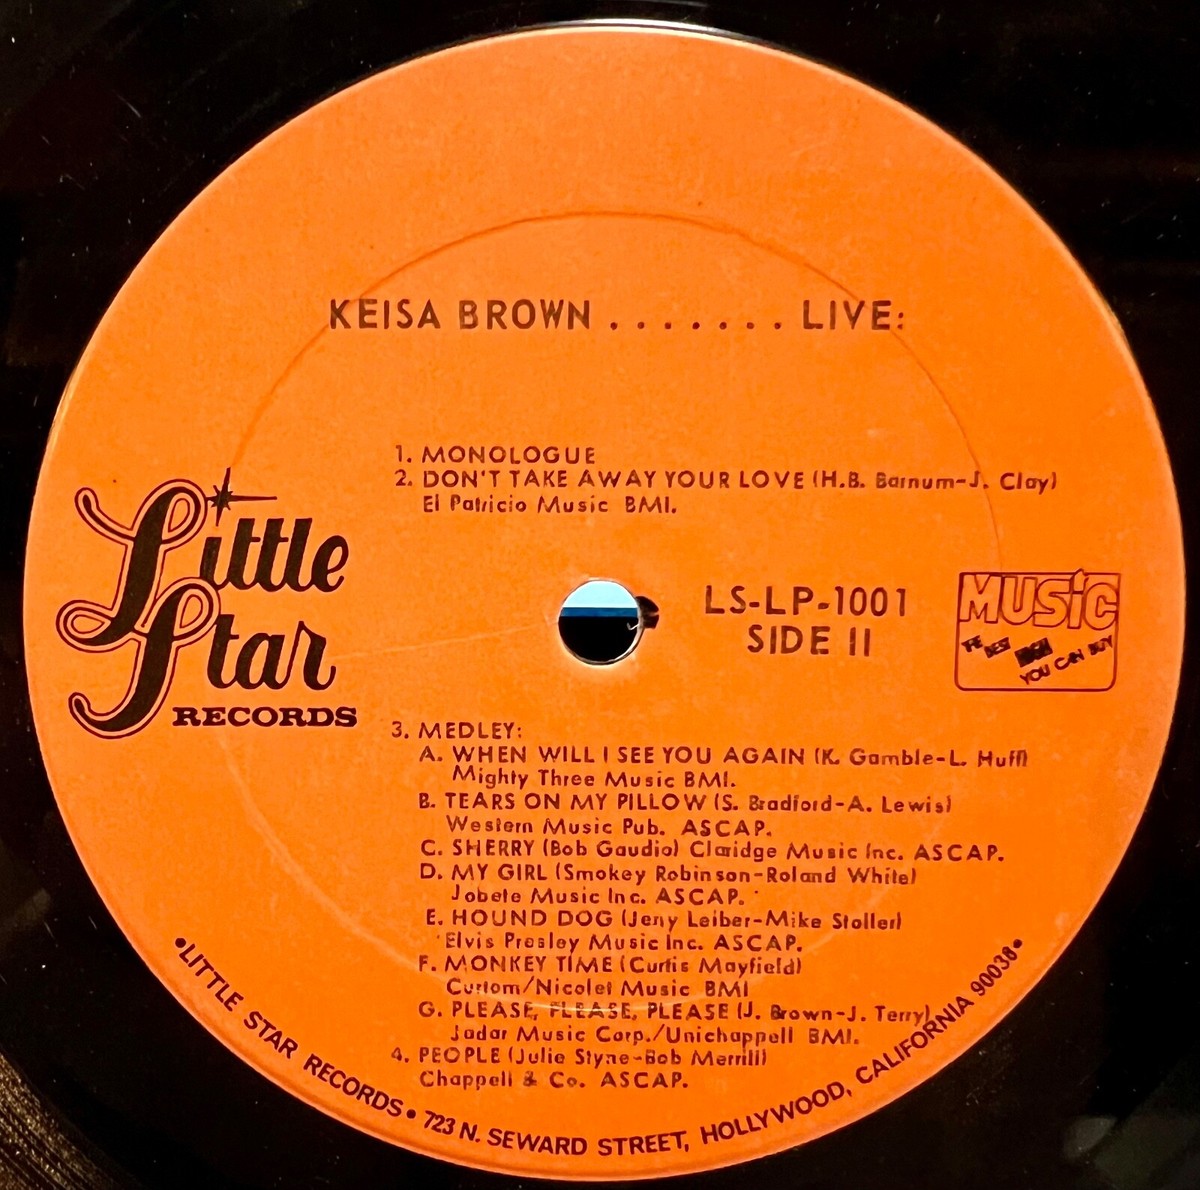 KEISA BROWN . . . . . . . LIVE:
1. MONOLOGUE
2. DON'T TAKE AWAY YOUR LOVE (H.B. Barnum-J. Clay)
El Patricio Music BMI.
Little
Star
RECORDS
LS-LP-1001
SIDE II
MUSIC
THE BEST HIGH
YOU CAN BUY
3. MEDLEY:
A. WHEN WILL I SEE YOU AGAIN (K. Gamble-L. Huff)
Mighty Three Music BMI.
B. TEARS ON MY PILLOW (S. Bradford-A. Lewis)
Western Music Pub. ASCAP.
C. SHERRY (Bob Gaudio) Claridge Music Inc. ASCAP.
D. MY GIRL (Smokey Robinson-Roland White)
Jobete Music Inc. ASCAP.
E. HOUND DOG (Jeny Leiber-Mike Stoller)
Elvis Presley Music Inc. ASCAP.
F. MONKEY TIME (Curtis Mayfield)
Curtom/Nicolet Music BMI
G. PLEASE, PLEASE, PLEASE (J. Brown-J. Terry)
Jadar Music Corp./Unichappell BMI.
4. PEOPLE (Julie Styne-Bob Merrill)
Chappell & Co. ASCAP.
•LITTLE STAR RECORDS• 723 N. SEWARD STREET, HOLLYWOOD, CALIFORNIA 90038•